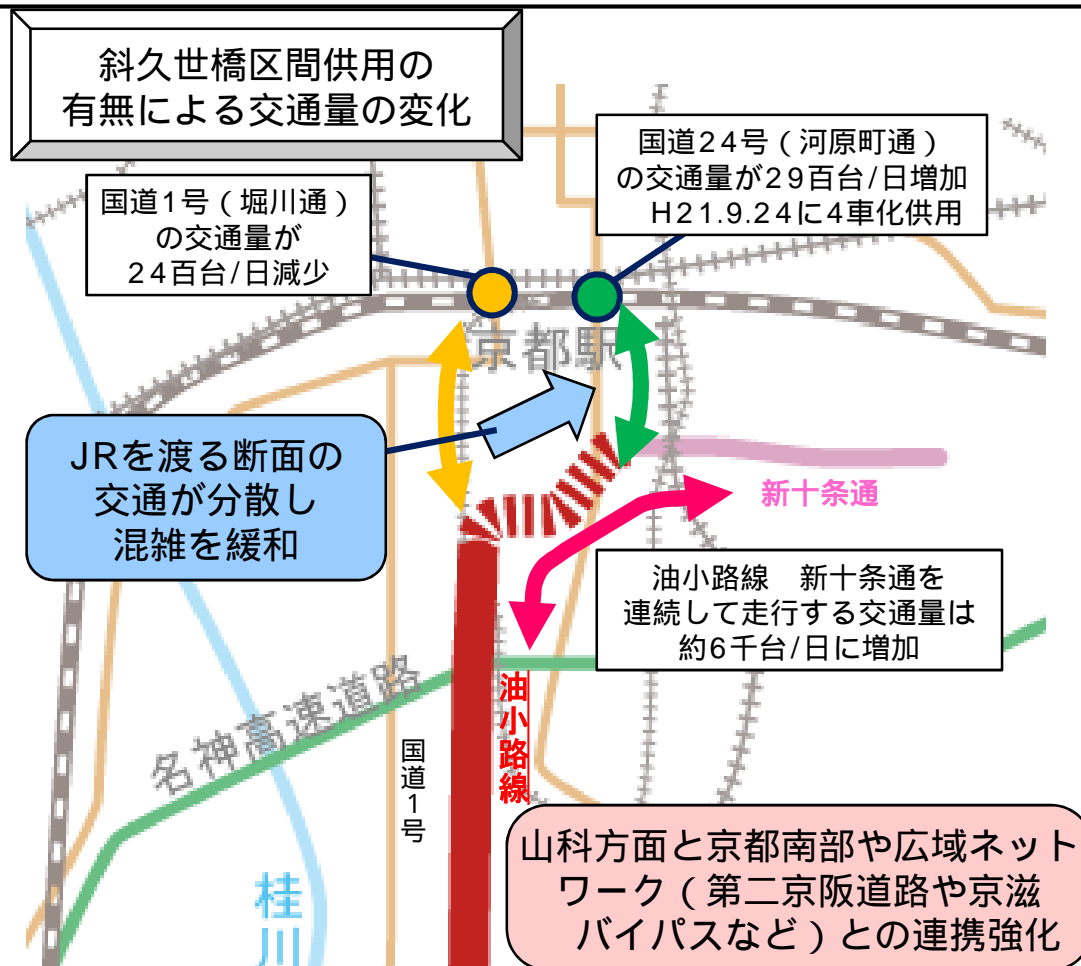 斜久世橋区間供用の
有無による交通量の変化
国道24号（河原町通）
の交通量が29百台/日増加
H21.9.24に4車化供用
国道1号（堀川通）
の交通量が
24百台/日減少
京都駅
JRを渡る断面の
交通が分散し
混雑を緩和
新十条通
油小路線　新十条通を
連続して走行する交通量は
約6千台/日に増加
名神高速道路
油小路線
国道1号
桂川
山科方面と京都南部や広域ネット
ワーク（第二京阪道路や京滋
バイパスなど）との連携強化